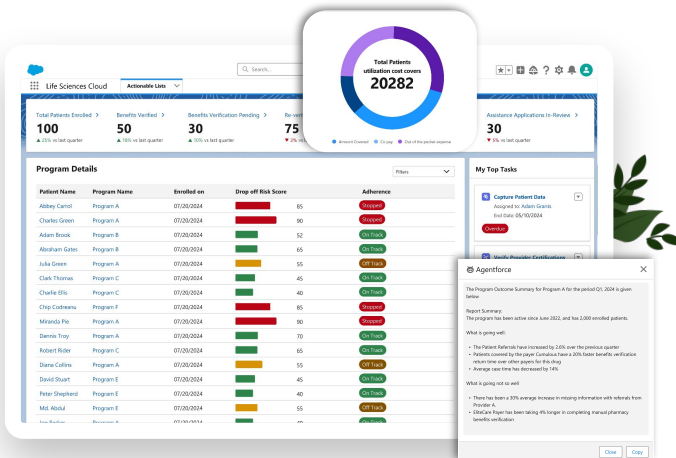 Search...
Life Sciences Cloud
Actionable Lists
Total Patients
utilization cost covers
20282
Amount Covered
Co-pay
Out of the pocket expense
Total Patients Enrolled >
100
25% vs last quarter
Benefits Verified >
50
18% vs last quarter
Benefits Verification Pending >
30
10% vs last quarter
75
Assistance Applications In-Review >
30
5% vs last quarter
Program Details
Filters
Patient Name Program Name Enrolled on Drop off Risk Score Adherence
Abbey Carrol Program A 07/20/2024 85 Stopped
Charles Green Program A 07/20/2024 90 Stopped
Adam Brook Program B 07/20/2024 52 On Track
Abraham Gates Program B 07/20/2024 65 On Track
Julia Green Program A 07/20/2024 55 Off Track
Clark Thomas Program C 07/20/2024 45 On Track
Charlie Ellis Program C 07/20/2024 40 On Track
Chip Codreanu Program F 07/20/2024 85 Stopped
Miranda Pie Program A 07/20/2024 90 Stopped
Dennis Troy Program A 07/20/2024 70 On Track
Robert Rider Program C 07/20/2024 65 On Track
Diana Collins Program A 07/20/2024 55 Off Track
David Stuart Program E 07/20/2024 45 On Track
Peter Shepherd Program E 07/20/2024 40 On Track
Md. Abdul Program E 07/20/2024 55 Off Track
My Top Tasks
Capture Patient Data
Assigned to: Adam Grants
End Date: 05/10/2024
Overdue
Verify Provider Certifications
Agentforce
The Program Outcome Summary for Program A for the period Q1, 2024 is given
below
Report Summary:
The program has been active since June 2022, and has 2,000 enrolled patients.
What is going well:
• The Patient Referrals have increased by 2.6% over the previous quarter
• Patients covered by the payer Cumulous have a 20% faster benefits verification
return time over other payers for this drug
• Average case time has decreased by 14%
What is going not so well
• There has been a 30% average increase in missing information with referrals from
Provider A.
• EliteCare Payer has been taking 4% longer in completing manual pharmacy
benefits verification
Close
Copy